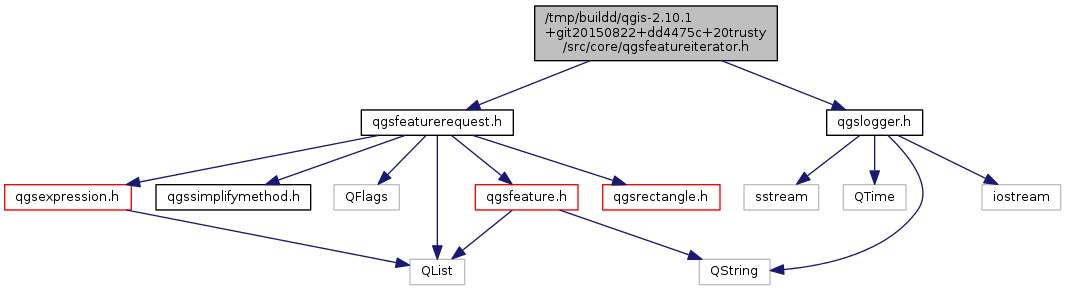 /tmp/buildd/qgis-2.10.1
+git20150822+dd4475c+20trusty
/src/core/qgsfeatureiterator.h
qgsfeaturerequest.h
qgslogger.h
qgsexpression.h
qgssimplifymethod.h
QFlags
qgsfeature.h
qgsrectangle.h
sstream
QTime
iostream
QList
QString